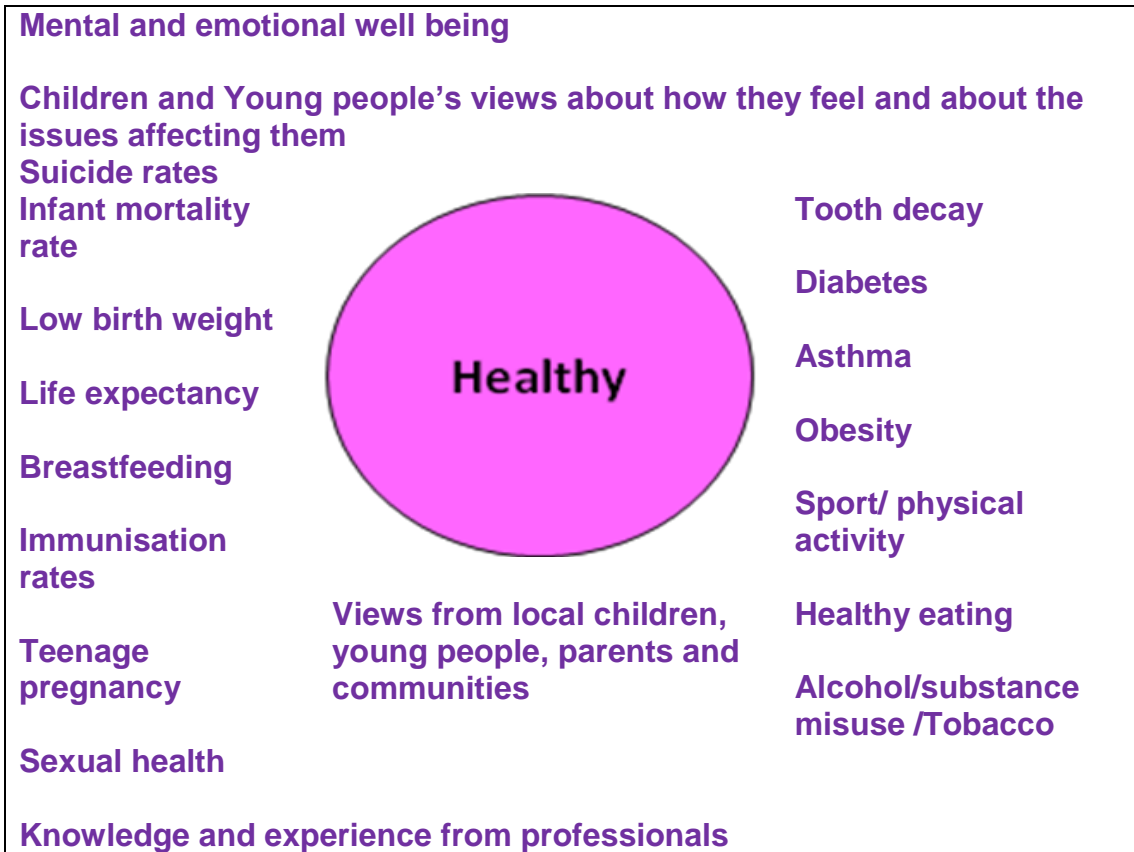 Mental and emotional well being
Children and Young people's views about how they feel and about the
issues affecting them
Suicide rates
Infant mortality
rate
Low birth weight
Life expectancy
Breastfeeding
Immunisation
rates
Teenage
pregnancy
Sexual health
Healthy
Views from local children,
young people, parents and
communities
Tooth decay
Diabetes
Asthma
Obesity
Sport/ physical
activity
Healthy eating
Alcohol/substance
misuse /Tobacco
Knowledge and experience from professionals